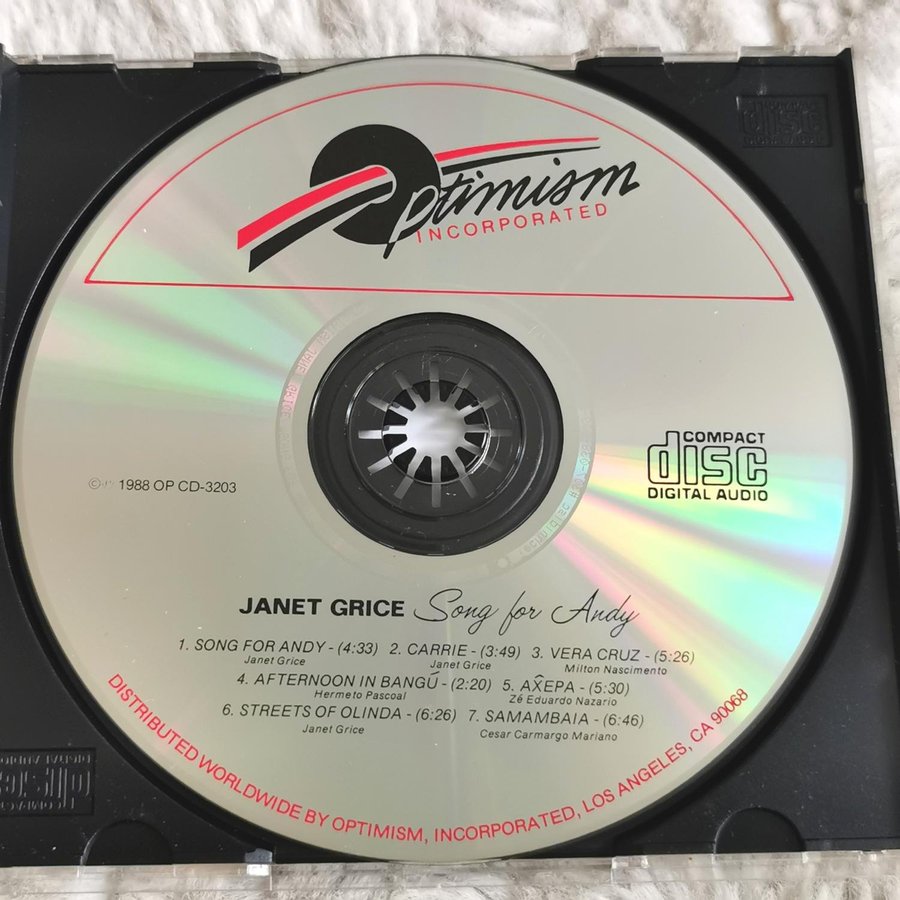 Optimism
INCORPORATED
COMPACT
disc
DIGITAL AUDIO
1988 OP CD-3203
JANET GRICE Song for Andy
1. SONG FOR ANDY - (4:33) 2. CARRIE - (3:49) 3. VERA CRUZ - (5:26)
Janet Grice Janet Grice Milton Nascimento
4. AFTERNOON IN BANGÚ - (2:20) 5. AX̂EPA - (5:30)
Hermeto Pascoal Zé Eduardo Nazario
6. STREETS OF OLINDA - (6:26) 7. SAMAMBAIA - (6:46)
Janet Grice Cesar Carmargo Mariano
DISTRIBUTED WORLDWIDE BY OPTIMISM, INCORPORATED, LOS ANGELES, CA 90068